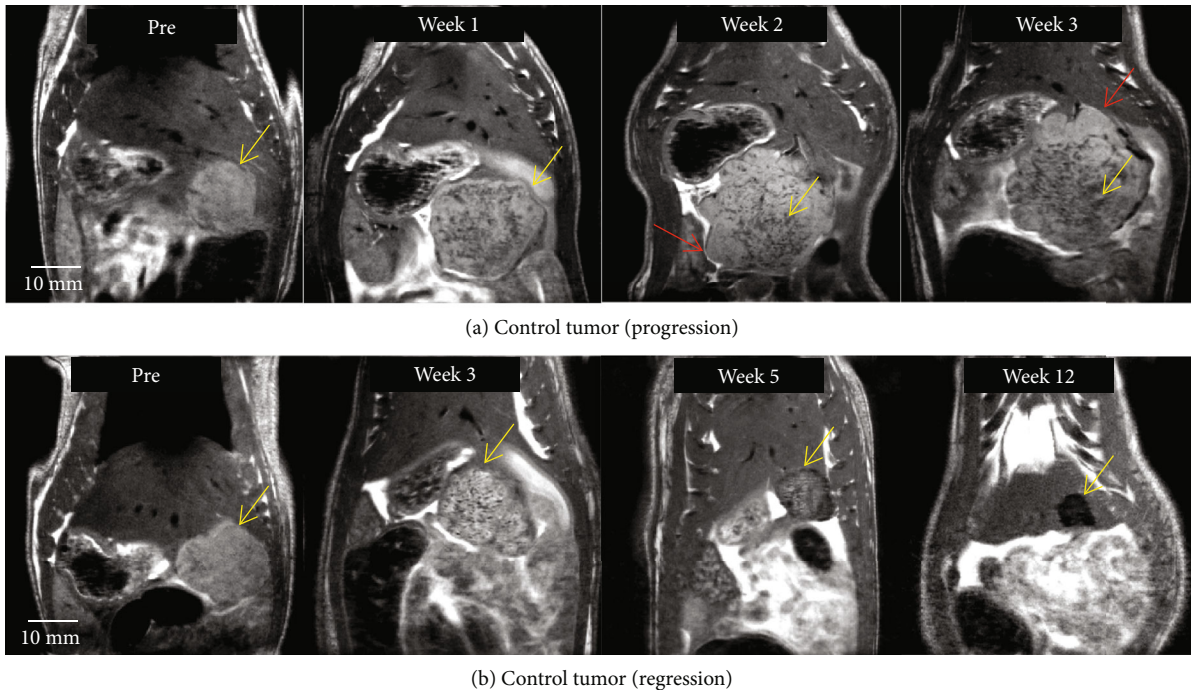 Pre
Week 1
Week 2
Week 3
10 mm
(a) Control tumor (progression)
Pre
Week 3
Week 5
Week 12
10 mm
(b) Control tumor (regression)